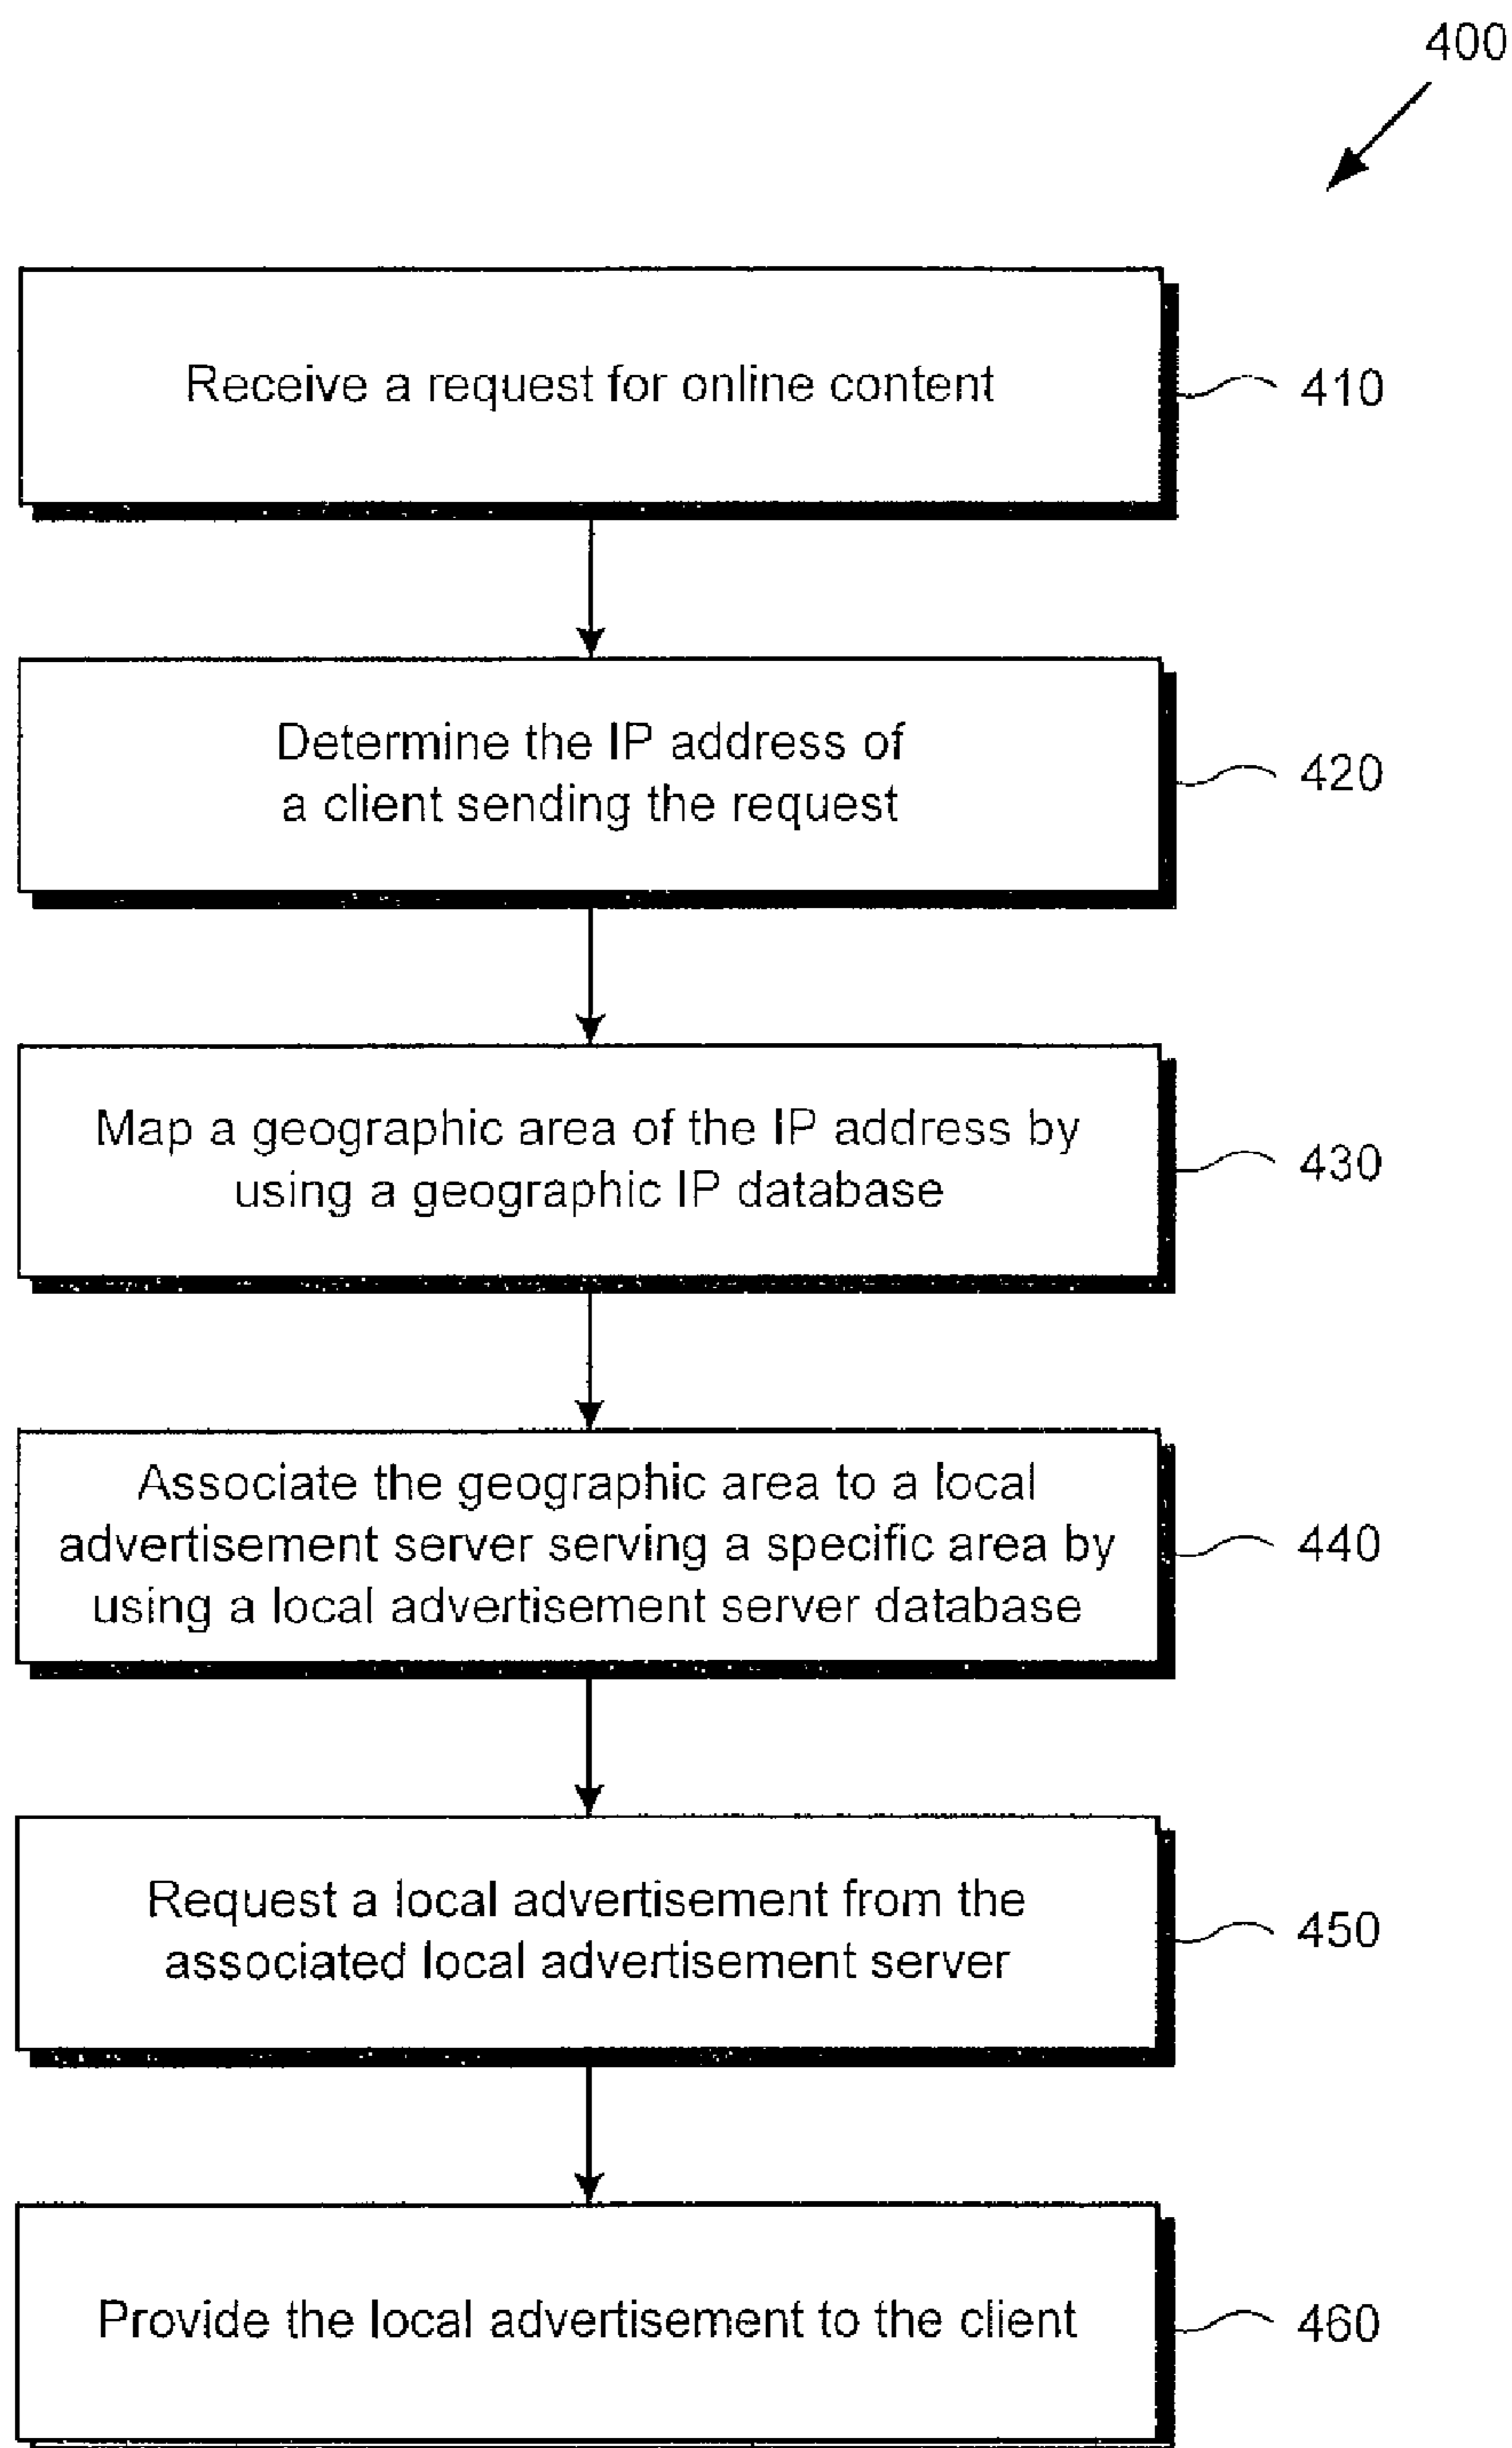 400
Receive a request for online content
410
Determine the IP address of
a client sending the request
420
Map a geographic area of the IP address by
using a geographic IP database
430
Associate the geographic area to a local
advertisement server serving a specific area by
using a local advertisement server database
440
Request a local advertisement from the
associated local advertisement server
450
Provide the local advertisement to the client
460